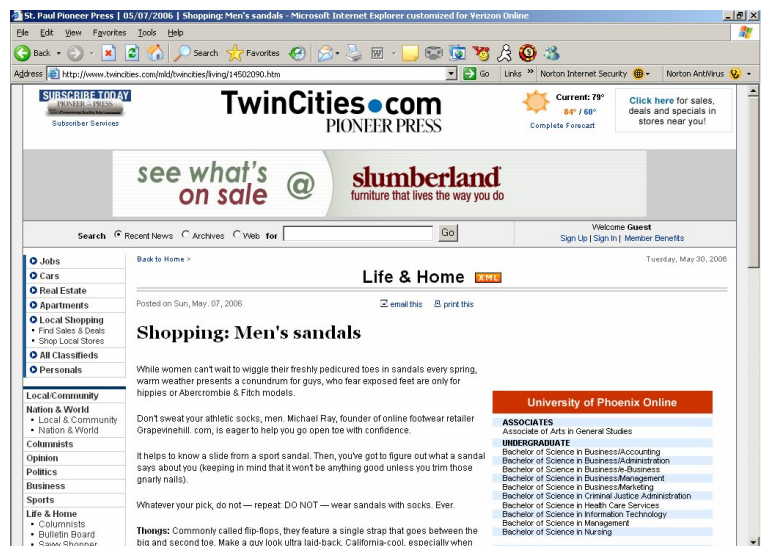 St. Paul Pioneer Press | 05/07/2006 | Shopping: Men's sandals - Microsoft Internet Explorer customized for Verizon Online
File Edit View Favorites Tools Help
Back Search Favorites
Address http://www.twincities.com/mld/twincities/living/14502090.htm Go Links » Norton Internet Security Norton AntiVirus
SUBSCRIBE TODAY
PIONEER PRESS
Subscriber Services
TwinCities.com
PIONEER PRESS
Current: 79°
84° / 60°
Complete Forecast
Click here for sales,
deals and specials in
stores near you!
see what's
on sale @
slumberland
furniture that lives the way you do
Search Recent News Archives Web for Go
Welcome Guest
Sign Up | Sign In | Member Benefits
Jobs
Cars
Real Estate
Apartments
Local Shopping
• Find Sales & Deals
• Shop Local Stores
All Classifieds
Personals
Local/Community
Nation & World
• Local & Community
• Nation & World
Columnists
Opinion
Politics
Business
Sports
Life & Home
• Columnists
• Bulletin Board
• Savvy Shopper
Back to Home >
Tuesday, May 30, 2006
Life & Home XML
Posted on Sun, May. 07, 2006
email this print this
Shopping: Men's sandals
While women can't wait to wiggle their freshly pedicured toes in sandals every spring,
warm weather presents a conundrum for guys, who fear exposed feet are only for
hippies or Abercrombie & Fitch models.
Don't sweat your athletic socks, men. Michael Ray, founder of online footwear retailer
Grapevinehill. com, is eager to help you go open toe with confidence.
It helps to know a slide from a sport sandal. Then, you've got to figure out what a sandal
says about you (keeping in mind that it won't be anything good unless you trim those
gnarly nails).
Whatever your pick, do not — repeat: DO NOT — wear sandals with socks. Ever.
Thongs: Commonly called flip-flops, they feature a single strap that goes between the
big and second toe. Make a guy look ultra laid-back, California-cool, especially when
University of Phoenix Online
ASSOCIATES
Associate of Arts in General Studies
UNDERGRADUATE
Bachelor of Science in Business/Accounting
Bachelor of Science in Business/Administration
Bachelor of Science in Business/e-Business
Bachelor of Science in Business/Management
Bachelor of Science in Business/Marketing
Bachelor of Science in Criminal Justice Administration
Bachelor of Science in Health Care Services
Bachelor of Science in Information Technology
Bachelor of Science in Management
Bachelor of Science in Nursing